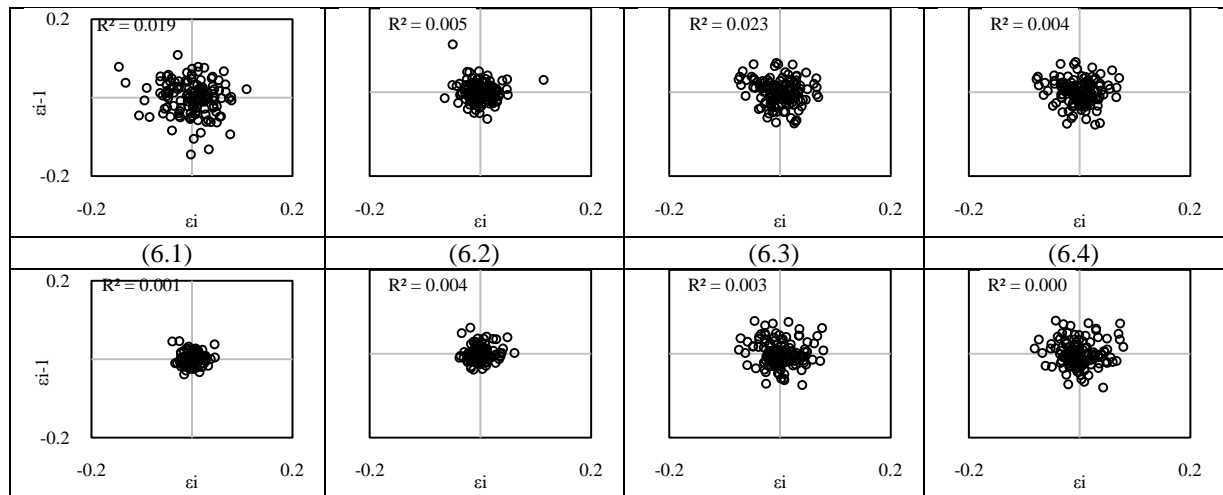 0.2
R² = 0.019
R² = 0.005
R² = 0.023
R² = 0.004
εi-1
-0.2
-0.2 0.2
-0.2 0.2
-0.2 0.2
-0.2 0.2
εi
εi
εi
εi
(6.1) (6.2) (6.3) (6.4)
0.2
R² = 0.001
R² = 0.004
R² = 0.003
R² = 0.000
εi-1
-0.2
-0.2 0.2
-0.2 0.2
-0.2 0.2
-0.2 0.2
εi
εi
εi
εi